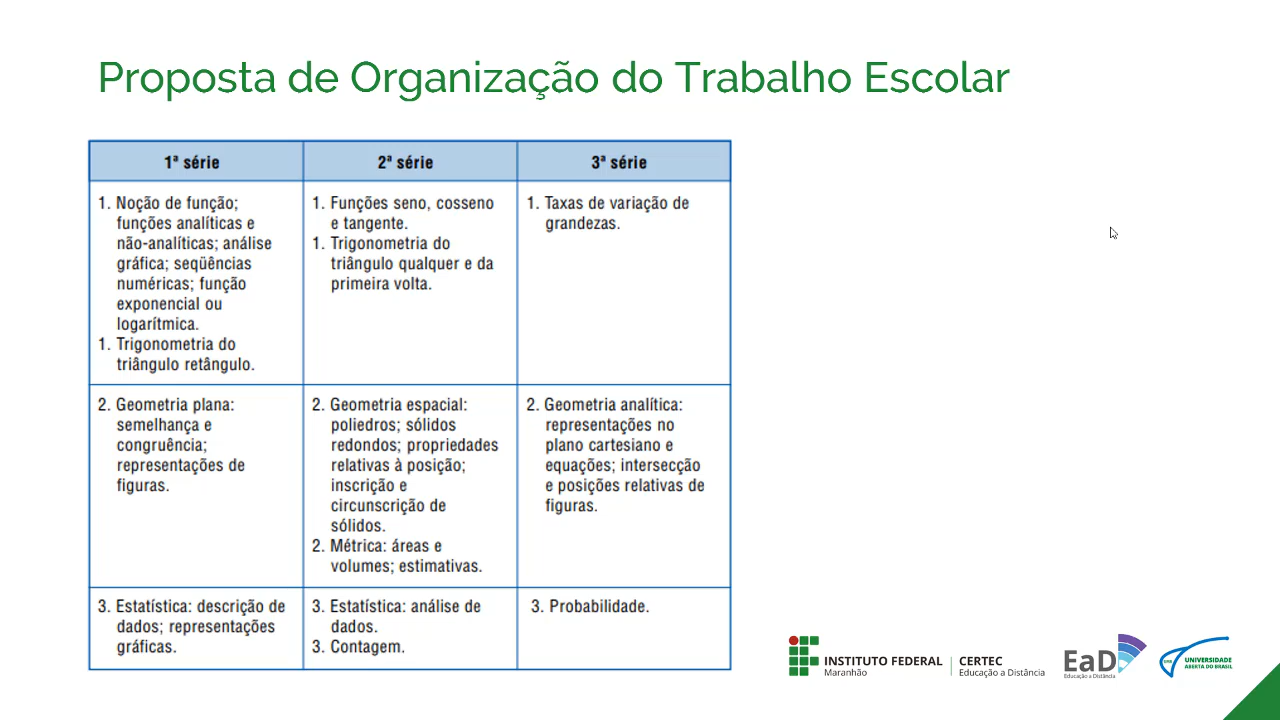 Proposta de Organização do Trabalho Escolar
1ª série
2ª série
3ª série
1. Noção de função;
funções analíticas e
não-analíticas; análise
gráfica; seqüências
numéricas; função
exponencial ou
logarítmica.
1. Trigonometria do
triângulo retângulo.
1. Funções seno, cosseno
e tangente.
1. Trigonometria do
triângulo qualquer e da
primeira volta.
1. Taxas de variação de
grandezas.
2. Geometria plana:
semelhança e
congruência;
representações de
figuras.
2. Geometria espacial:
poliedros; sólidos
redondos; propriedades
relativas à posição;
inscrição e
circunscrição de
sólidos.
2. Métrica: áreas e
volumes; estimativas.
2. Geometria analítica:
representações no
plano cartesiano e
equações; intersecção
e posições relativas de
figuras.
3. Estatística: descrição de
dados; representações
gráficas.
3. Estatística: análise de
dados.
3. Contagem.
3. Probabilidade.
INSTITUTO FEDERAL
Maranhão
CERTEC
Educação a Distância
EaD
Educação a Distância
UAB
UNIVERSIDADE
ABERTA DO BRASIL